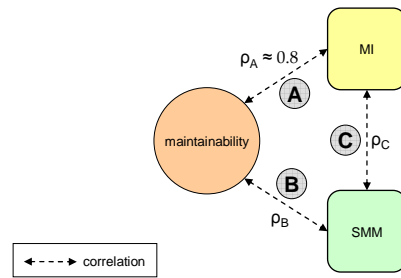 MI
ρA ≈ 0.8
A
maintainability
C
ρC
B
ρB
SMM
correlation